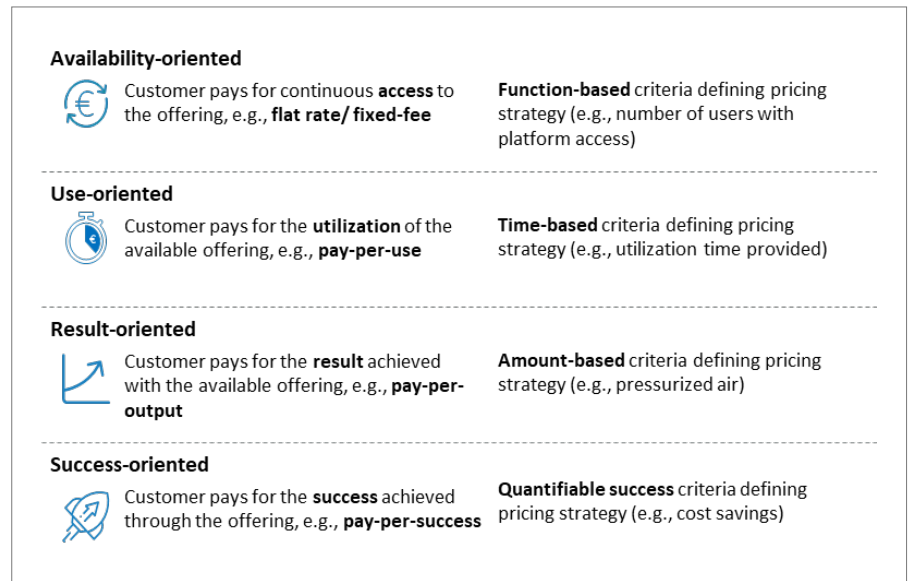 Availability-oriented
€
Customer pays for continuous access to
the offering, e.g., flat rate/ fixed-fee
Function-based criteria defining pricing
strategy (e.g., number of users with
platform access)
Use-oriented
€
Customer pays for the utilization of the
available offering, e.g., pay-per-use
Time-based criteria defining pricing
strategy (e.g., utilization time provided)
Result-oriented
Customer pays for the result achieved
with the available offering, e.g., pay-per-
output
Amount-based criteria defining pricing
strategy (e.g., pressurized air)
Success-oriented
Customer pays for the success achieved
through the offering, e.g., pay-per-success
Quantifiable success criteria defining
pricing strategy (e.g., cost savings)